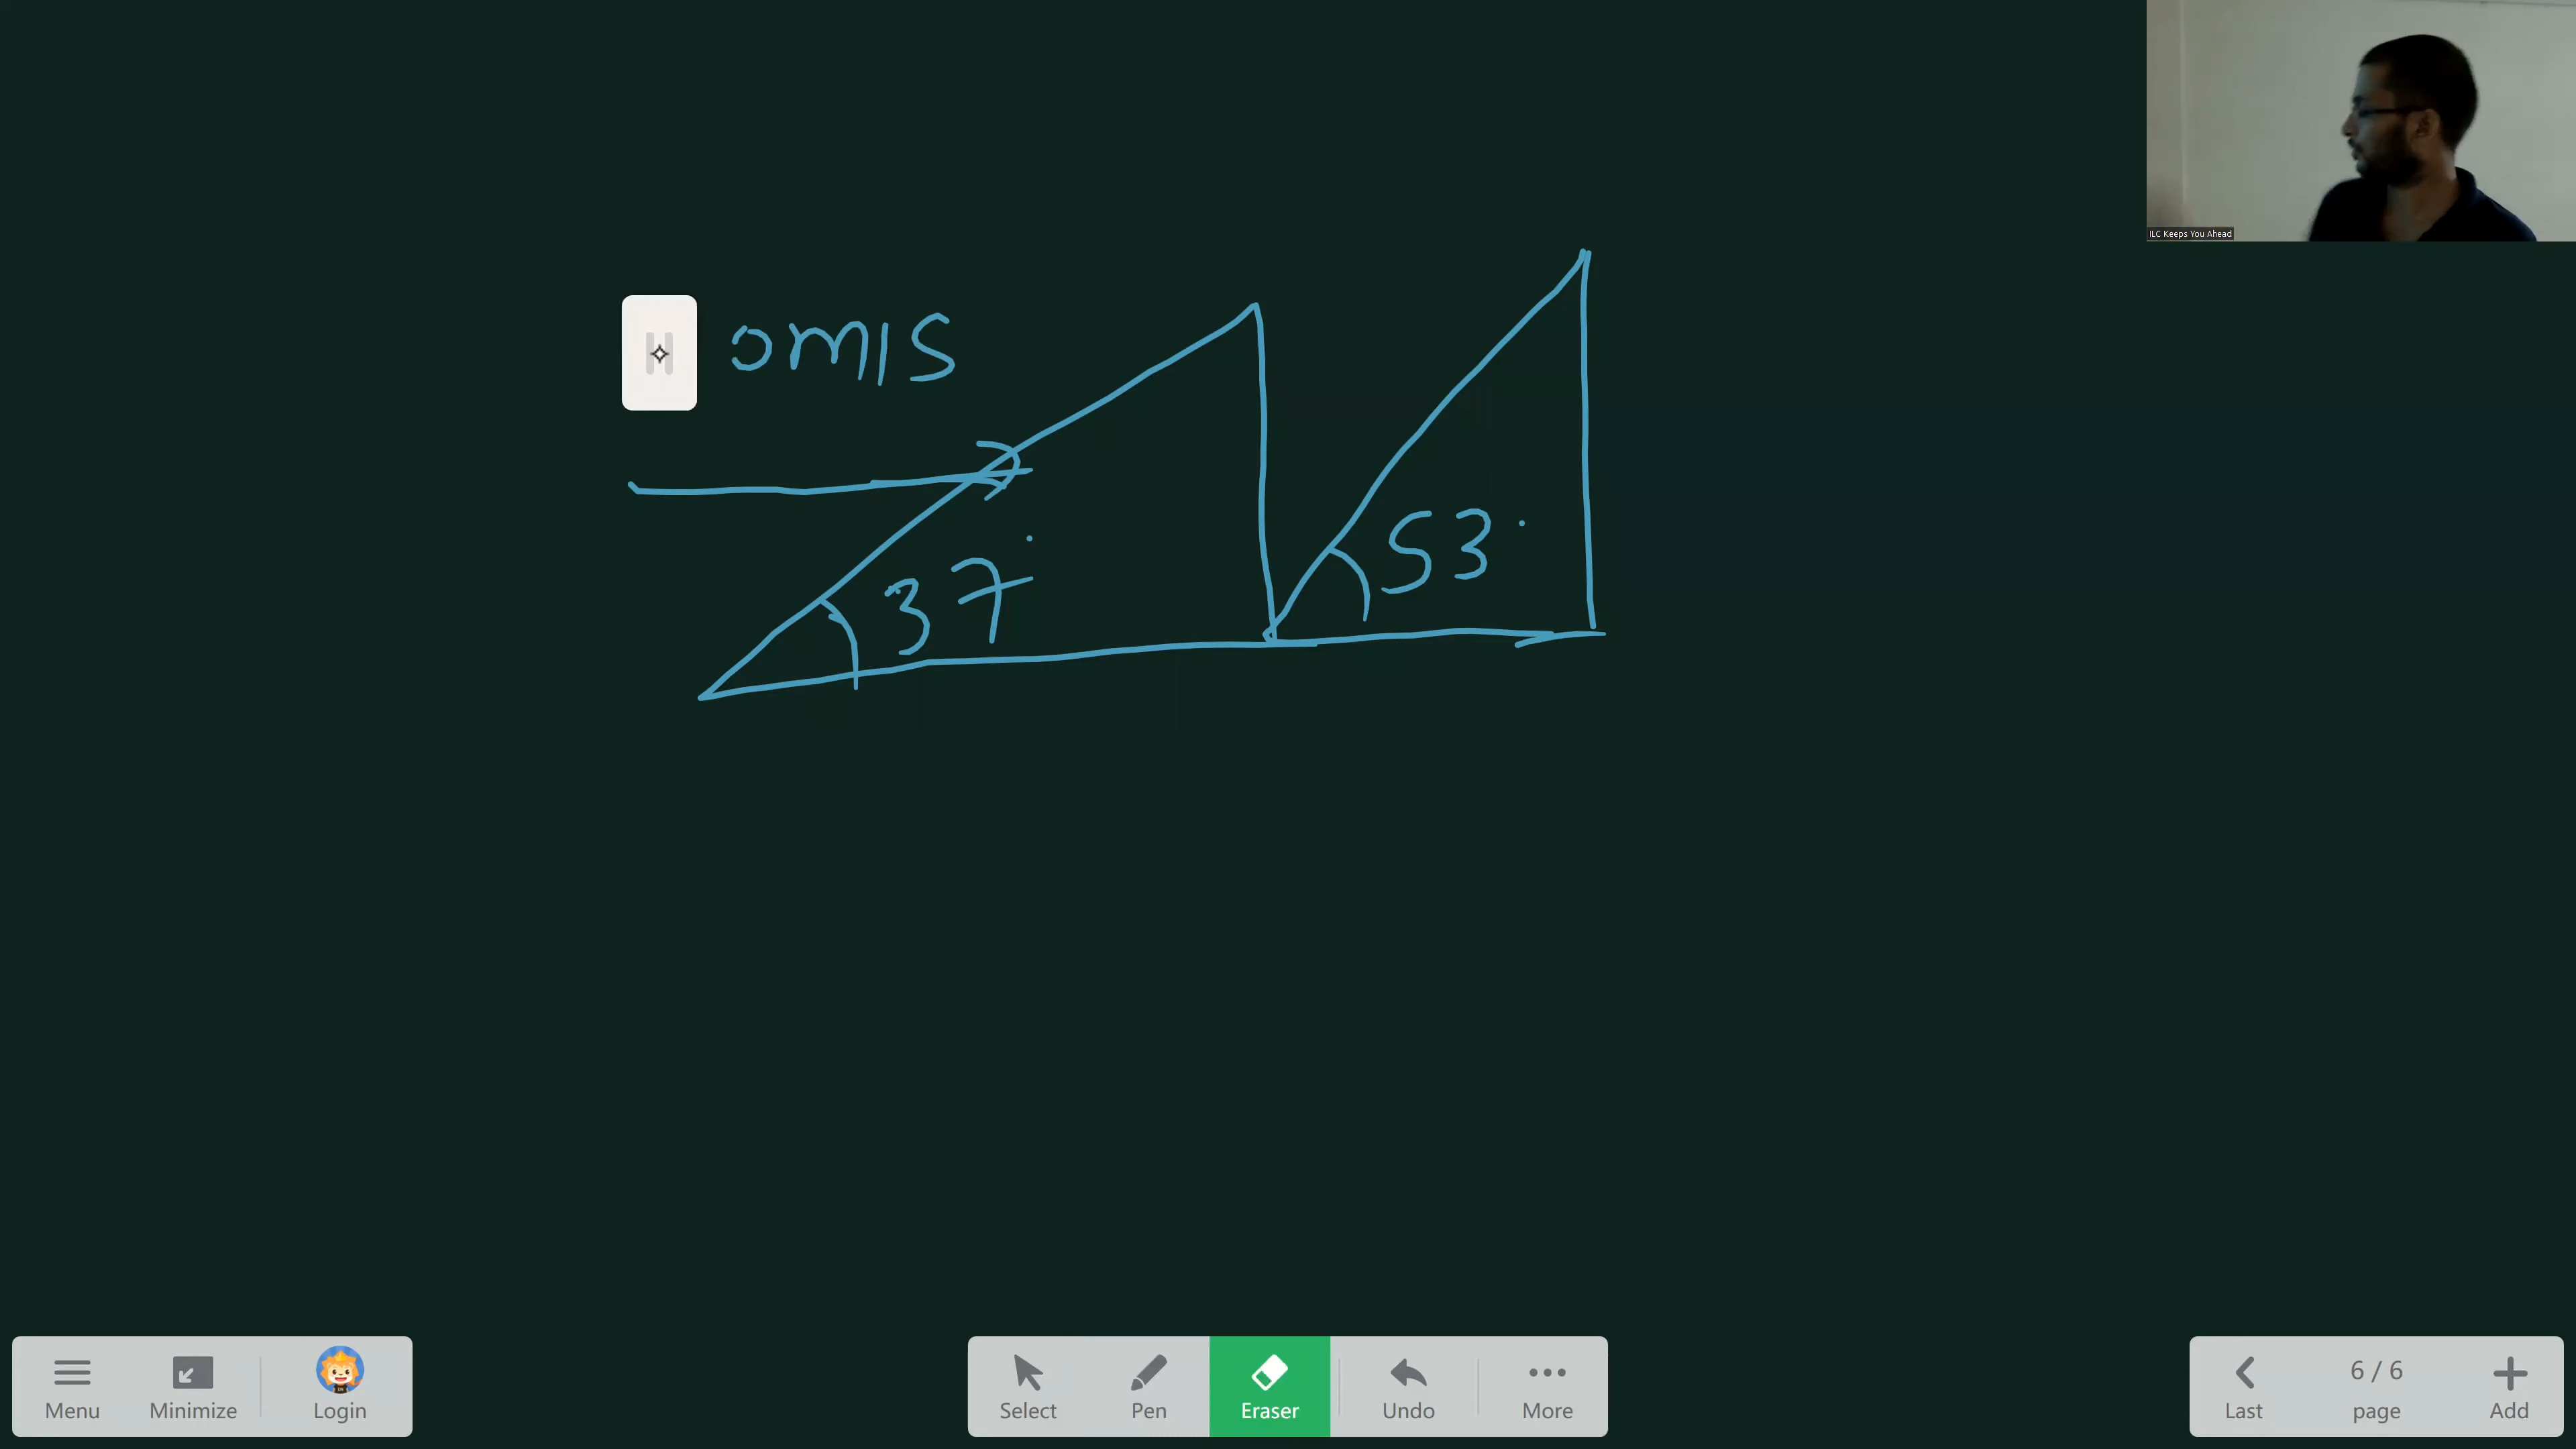 ILC Keeps You Ahead
0m/s
37°
53°
Menu
Minimize
Login
Select
Pen
Eraser
Undo
More
Last
6 / 6
page
Add